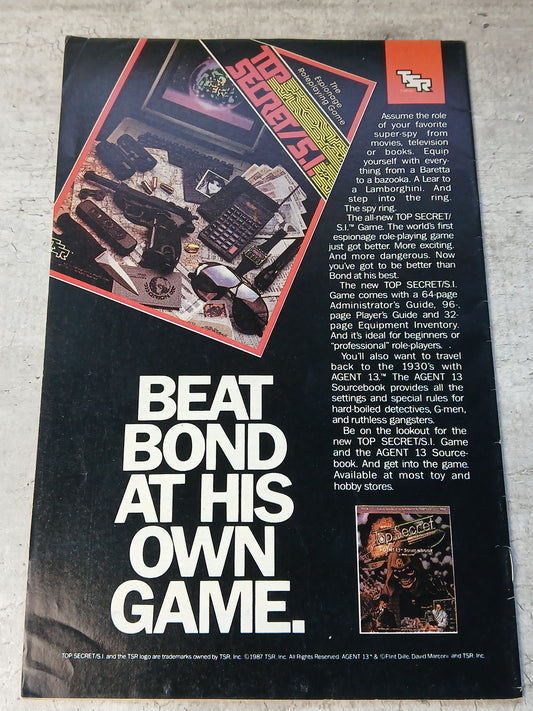 The
Espionage
Roleplaying Game
TOP
SECRET/S.I.
TSR
TSR
Assume the role
of your favorite
super-spy from
movies, television
or books. Equip
yourself with every-
thing from a Baretta
to a bazooka. A Lear to
a Lamborghini. And
step into the ring.
The spy ring.
The all-new TOP SECRET/
S.I.™ Game. The world's first
espionage role-playing game
just got better. More exciting.
And more dangerous. Now
you've got to be better than
Bond at his best.
The new TOP SECRET/S.I.
Game comes with a 64-page
Administrator's Guide, 96-
page Player's Guide and 32-
page Equipment Inventory.
And it's ideal for beginners or
"professional" role-players.
You'll also want to travel
back to the 1930's with
AGENT 13.™ The AGENT 13
Sourcebook provides all the
settings and special rules for
hard-boiled detectives, G-men,
and ruthless gangsters.
Be on the lookout for the
new TOP SECRET/S.I. Game
and the AGENT 13 Source-
book. And get into the game.
Available at most toy and
hobby stores.
BEAT
BOND
AT HIS
OWN
GAME.
Top Secret
AGENT 13™ Sourcebook
TOP SECRET/S.I. and the TSR logo are trademarks owned by TSR, Inc. ©1987 TSR, Inc. All Rights Reserved. AGENT 13™ & ©Flint Dille, David Marconi, and TSR, Inc.